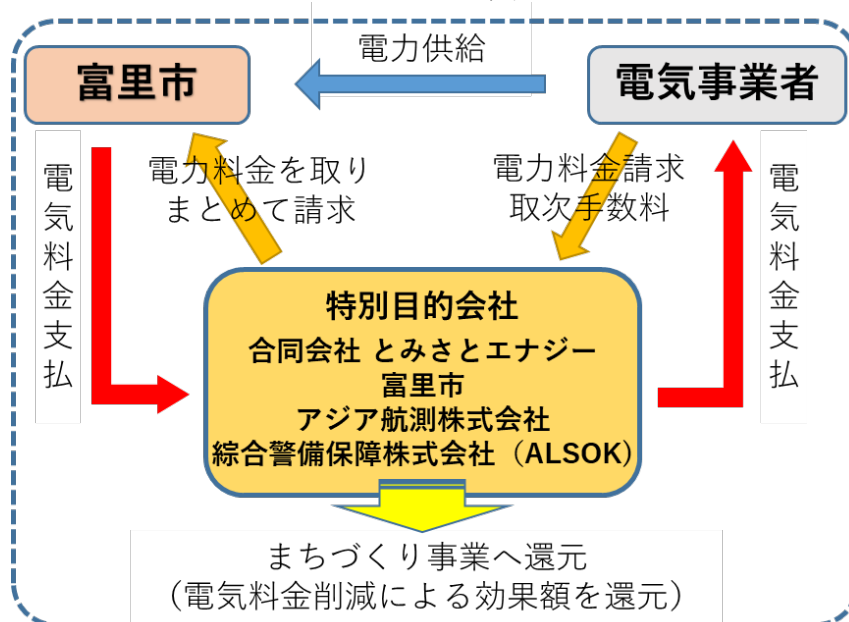 電力供給
富里市
電気事業者
電気料金支払
電力料金を取り
まとめて請求
電力料金請求
取次手数料
電気料金支払
特別目的会社
合同会社 とみさとエナジー
富里市
アジア航測株式会社
綜合警備保障株式会社（ALSOK）
まちづくり事業へ還元
（電気料金削減による効果額を還元）